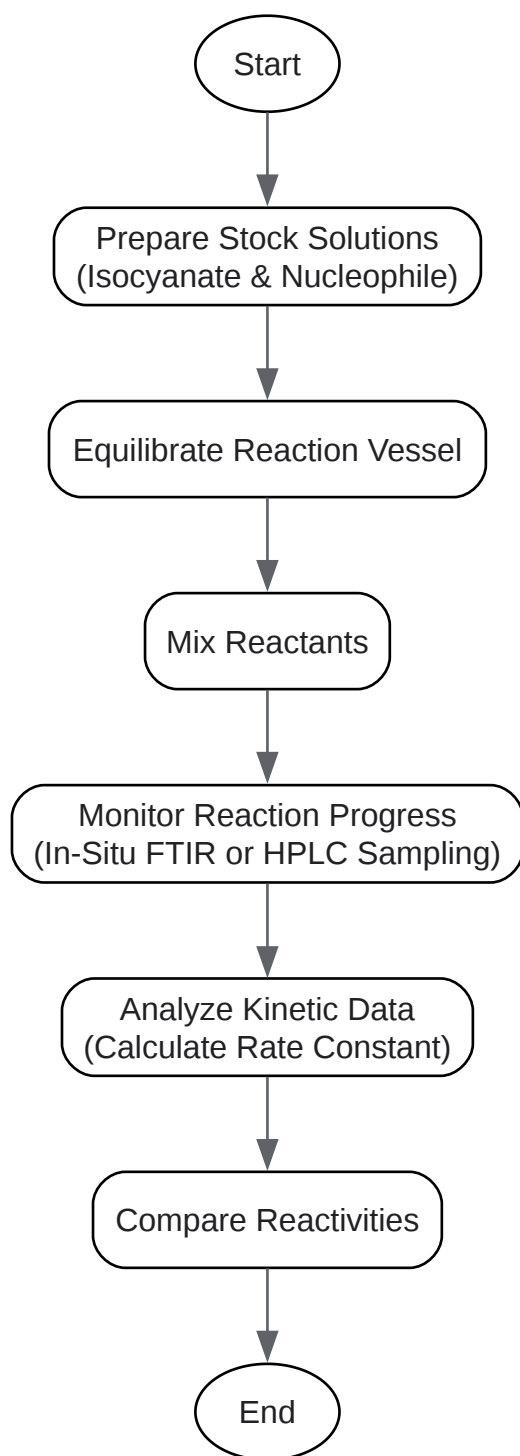 Start
Prepare Stock Solutions
(Isocyanate & Nucleophile)
Equilibrate Reaction Vessel
Mix Reactants
Monitor Reaction Progress
(In-Situ FTIR or HPLC Sampling)
Analyze Kinetic Data
(Calculate Rate Constant)
Compare Reactivities
End